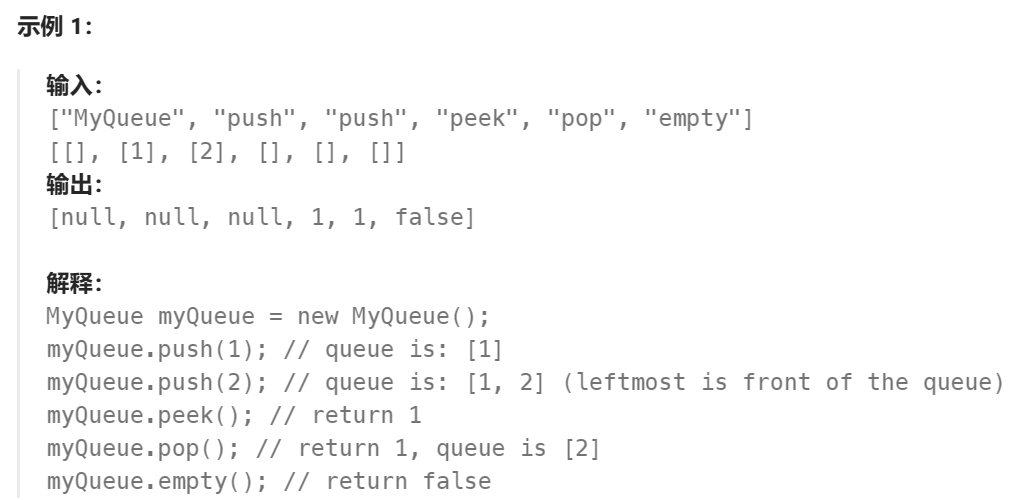 示例 1：
输入：
["MyQueue", "push", "push", "peek", "pop", "empty"]
[[], [1], [2], [], [], []]
输出：
[null, null, null, 1, 1, false]
解释：
MyQueue myQueue = new MyQueue();
myQueue.push(1); // queue is: [1]
myQueue.push(2); // queue is: [1, 2] (leftmost is front of the queue)
myQueue.peek(); // return 1
myQueue.pop(); // return 1, queue is [2]
myQueue.empty(); // return false